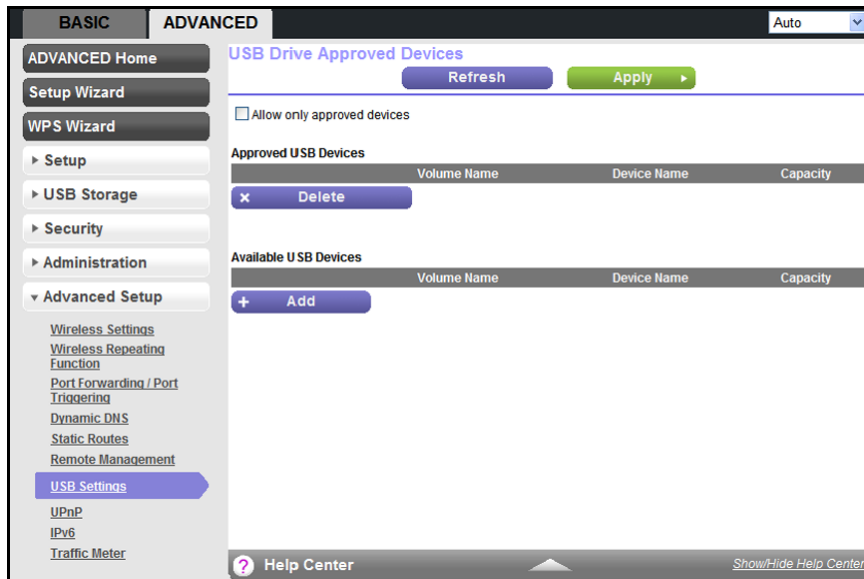 BASIC
ADVANCED
Auto
ADVANCED Home
Setup Wizard
WPS Wizard
Setup
USB Storage
Security
Administration
Advanced Setup
Wireless Settings
Wireless Repeating
Function
Port Forwarding / Port
Triggering
Dynamic DNS
Static Routes
Remote Management
USB Settings
UPnP
IPv6
Traffic Meter
USB Drive Approved Devices
Refresh
Apply
Allow only approved devices
Approved USB Devices
Volume Name Device Name Capacity
Delete
Available USB Devices
Volume Name Device Name Capacity
Add
? Help Center
Show/Hide Help Center